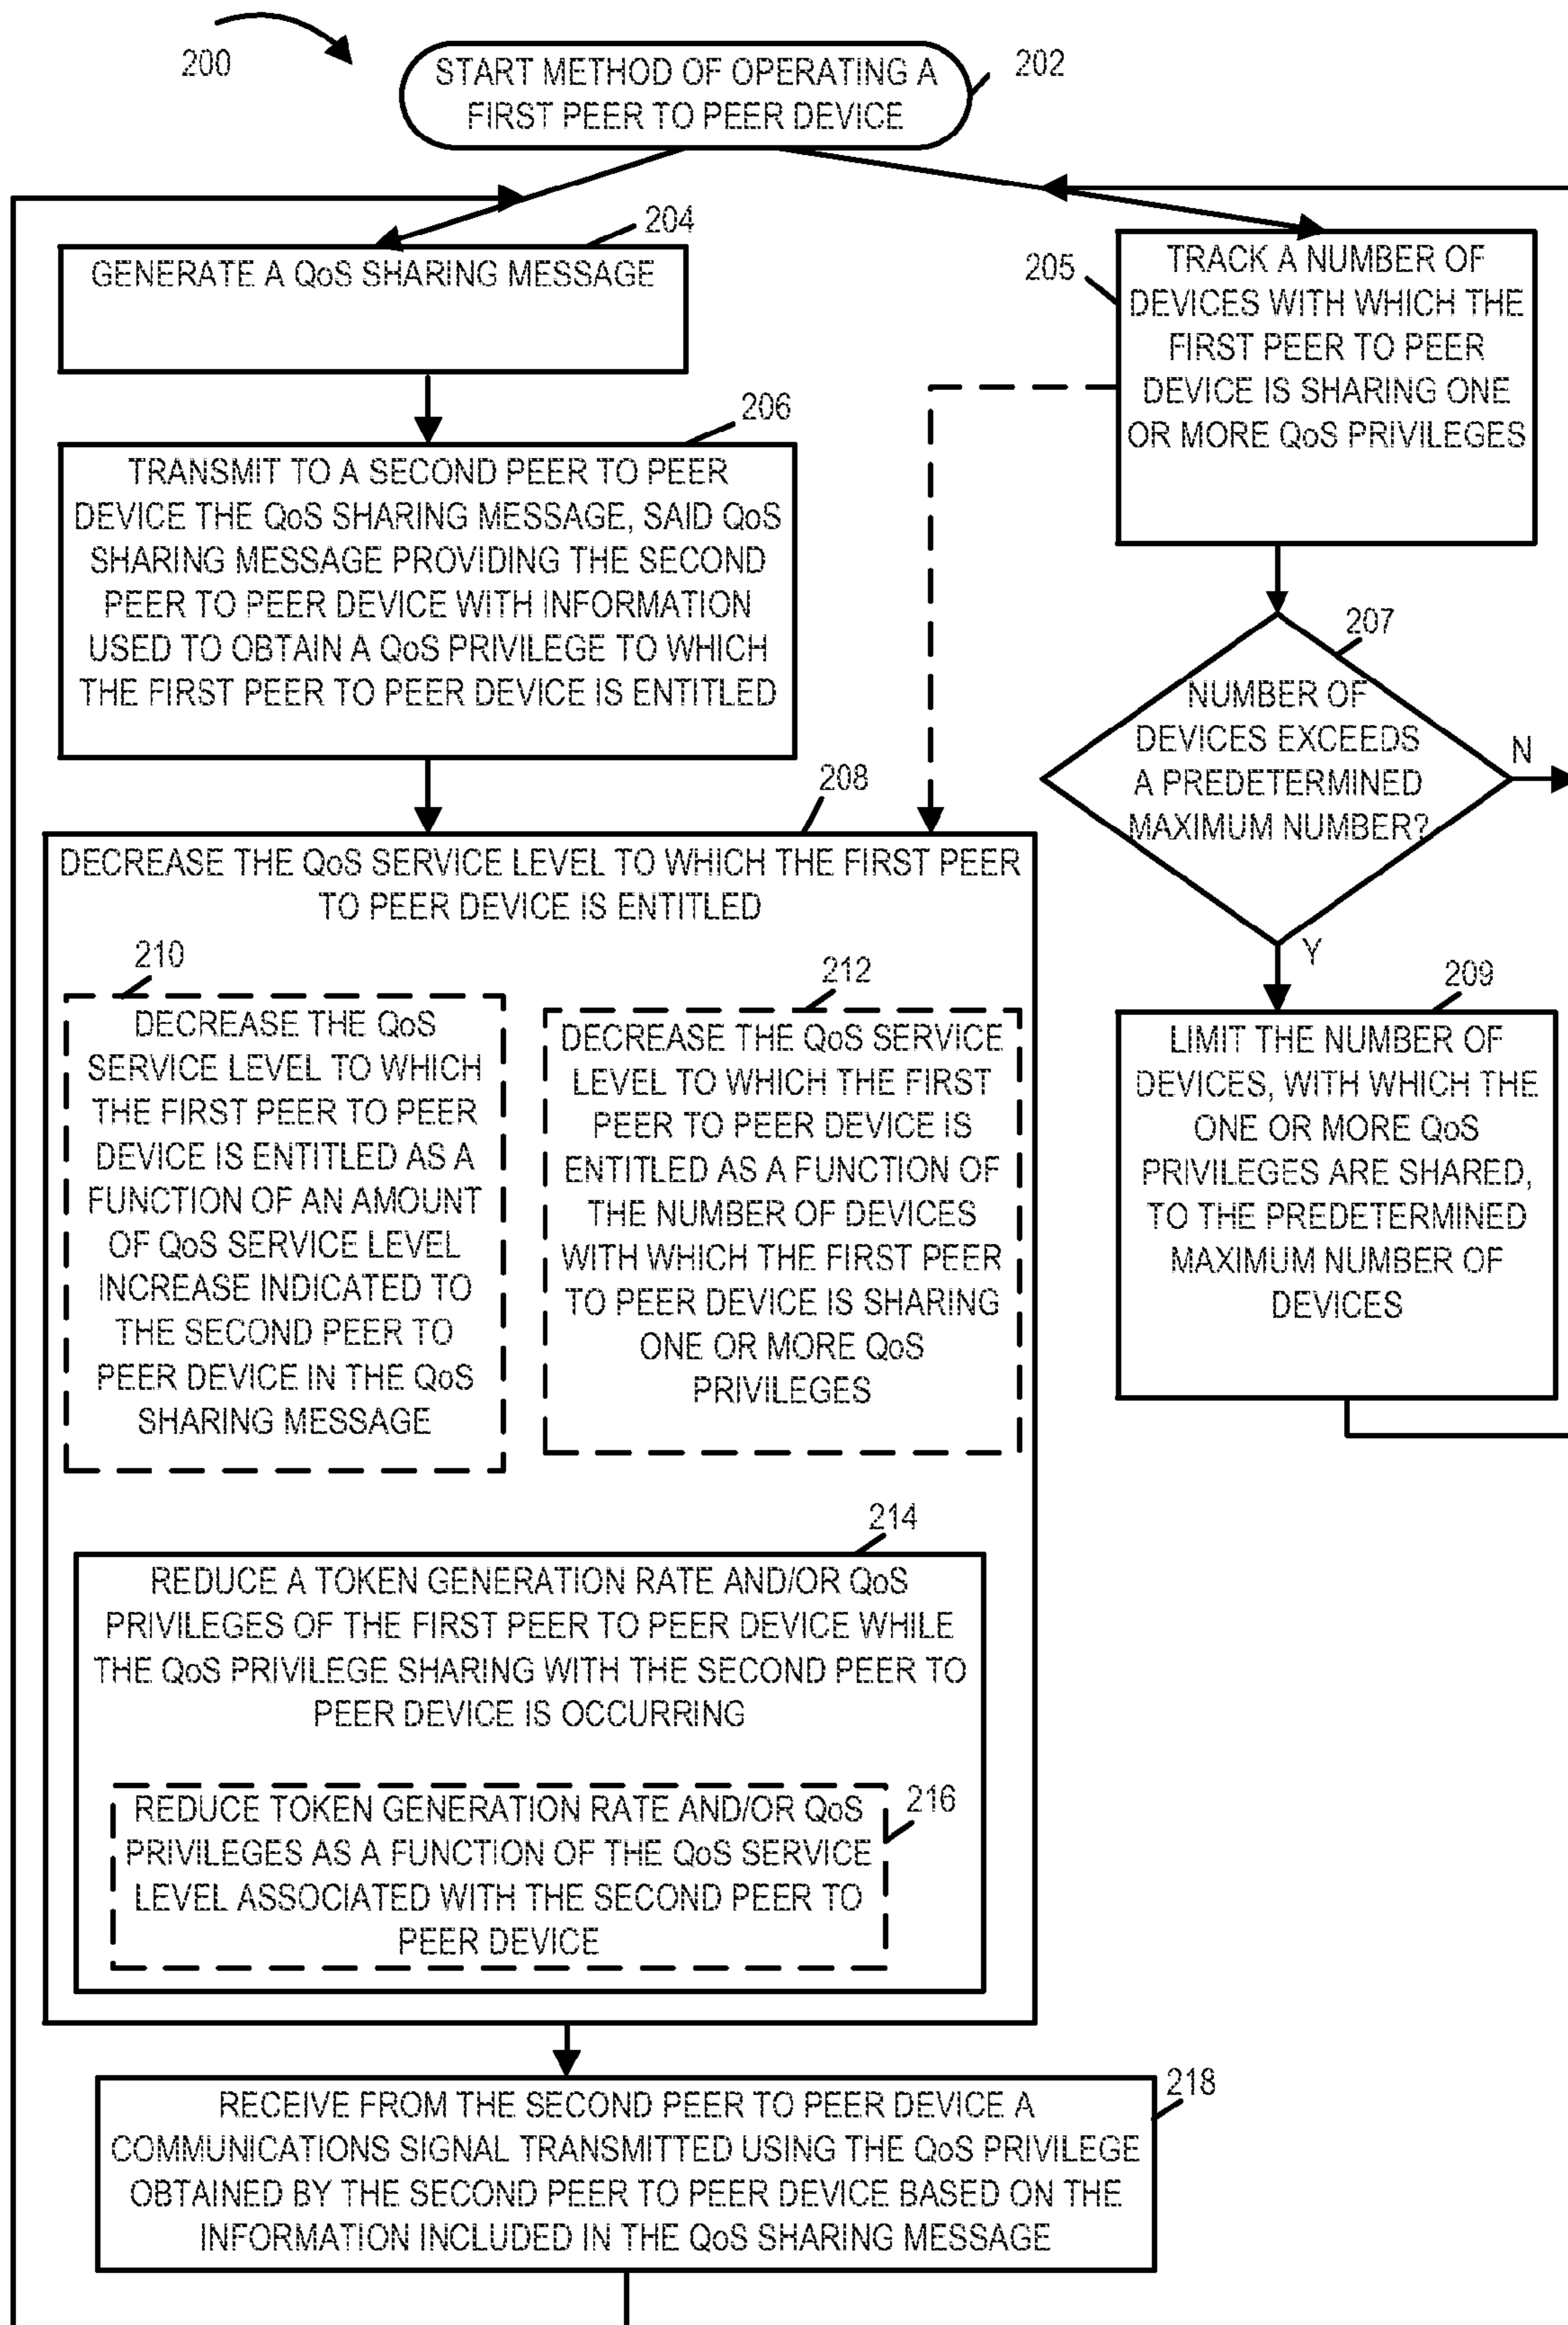 200
START METHOD OF OPERATING A
FIRST PEER TO PEER DEVICE
202
204
GENERATE A QoS SHARING MESSAGE
206
TRANSMIT TO A SECOND PEER TO PEER
DEVICE THE QoS SHARING MESSAGE, SAID QoS
SHARING MESSAGE PROVIDING THE SECOND
PEER TO PEER DEVICE WITH INFORMATION
USED TO OBTAIN A QoS PRIVILEGE TO WHICH
THE FIRST PEER TO PEER DEVICE IS ENTITLED
205
TRACK A NUMBER OF
DEVICES WITH WHICH THE
FIRST PEER TO PEER
DEVICE IS SHARING ONE
OR MORE QoS PRIVILEGES
207
NUMBER OF
DEVICES EXCEEDS
A PREDETERMINED
MAXIMUM NUMBER?
N
Y
209
LIMIT THE NUMBER OF
DEVICES, WITH WHICH THE
ONE OR MORE QoS
PRIVILEGES ARE SHARED,
TO THE PREDETERMINED
MAXIMUM NUMBER OF
DEVICES
208
DECREASE THE QoS SERVICE LEVEL TO WHICH THE FIRST PEER
TO PEER DEVICE IS ENTITLED
210
DECREASE THE QoS
SERVICE LEVEL TO WHICH
THE FIRST PEER TO PEER
DEVICE IS ENTITLED AS A
FUNCTION OF AN AMOUNT
OF QoS SERVICE LEVEL
INCREASE INDICATED TO
THE SECOND PEER TO
PEER DEVICE IN THE QoS
SHARING MESSAGE
212
DECREASE THE QoS SERVICE
LEVEL TO WHICH THE FIRST
PEER TO PEER DEVICE IS
ENTITLED AS A FUNCTION OF
THE NUMBER OF DEVICES
WITH WHICH THE FIRST PEER
TO PEER DEVICE IS SHARING
ONE OR MORE QoS
PRIVILEGES
214
REDUCE A TOKEN GENERATION RATE AND/OR QoS
PRIVILEGES OF THE FIRST PEER TO PEER DEVICE WHILE
THE QoS PRIVILEGE SHARING WITH THE SECOND PEER TO
PEER DEVICE IS OCCURRING
216
REDUCE TOKEN GENERATION RATE AND/OR QoS
PRIVILEGES AS A FUNCTION OF THE QoS SERVICE
LEVEL ASSOCIATED WITH THE SECOND PEER TO
PEER DEVICE
218
RECEIVE FROM THE SECOND PEER TO PEER DEVICE A
COMMUNICATIONS SIGNAL TRANSMITTED USING THE QoS PRIVILEGE
OBTAINED BY THE SECOND PEER TO PEER DEVICE BASED ON THE
INFORMATION INCLUDED IN THE QoS SHARING MESSAGE